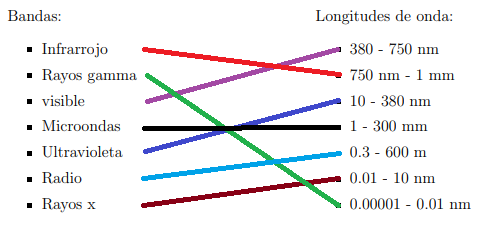 Bandas: Longitudes de onda:
Infrarrojo 380 - 750 nm
Rayos gamma 750 nm - 1 mm
visible 10 - 380 nm
Microondas 1 - 300 mm
Ultravioleta 0.3 - 600 m
Radio 0.01 - 10 nm
Rayos x 0.00001 - 0.01 nm